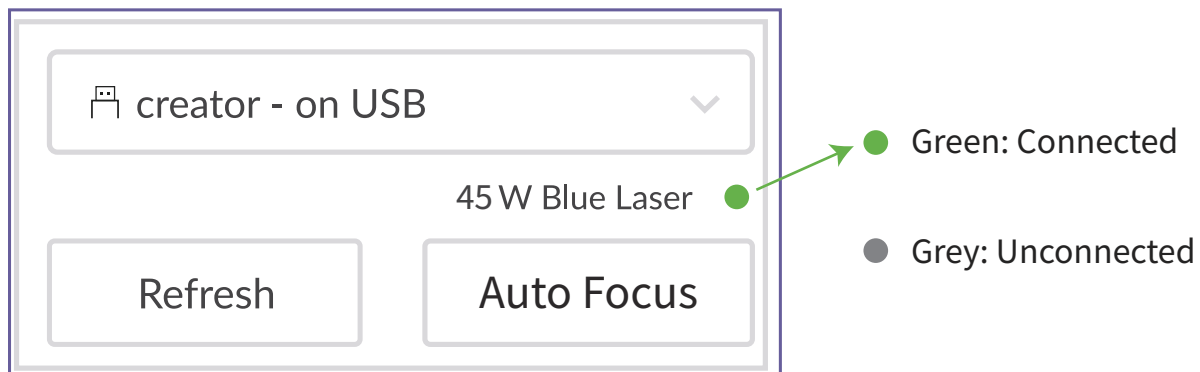 creator - on USB
45 W Blue Laser
Refresh
Auto Focus
Green: Connected
Grey: Unconnected